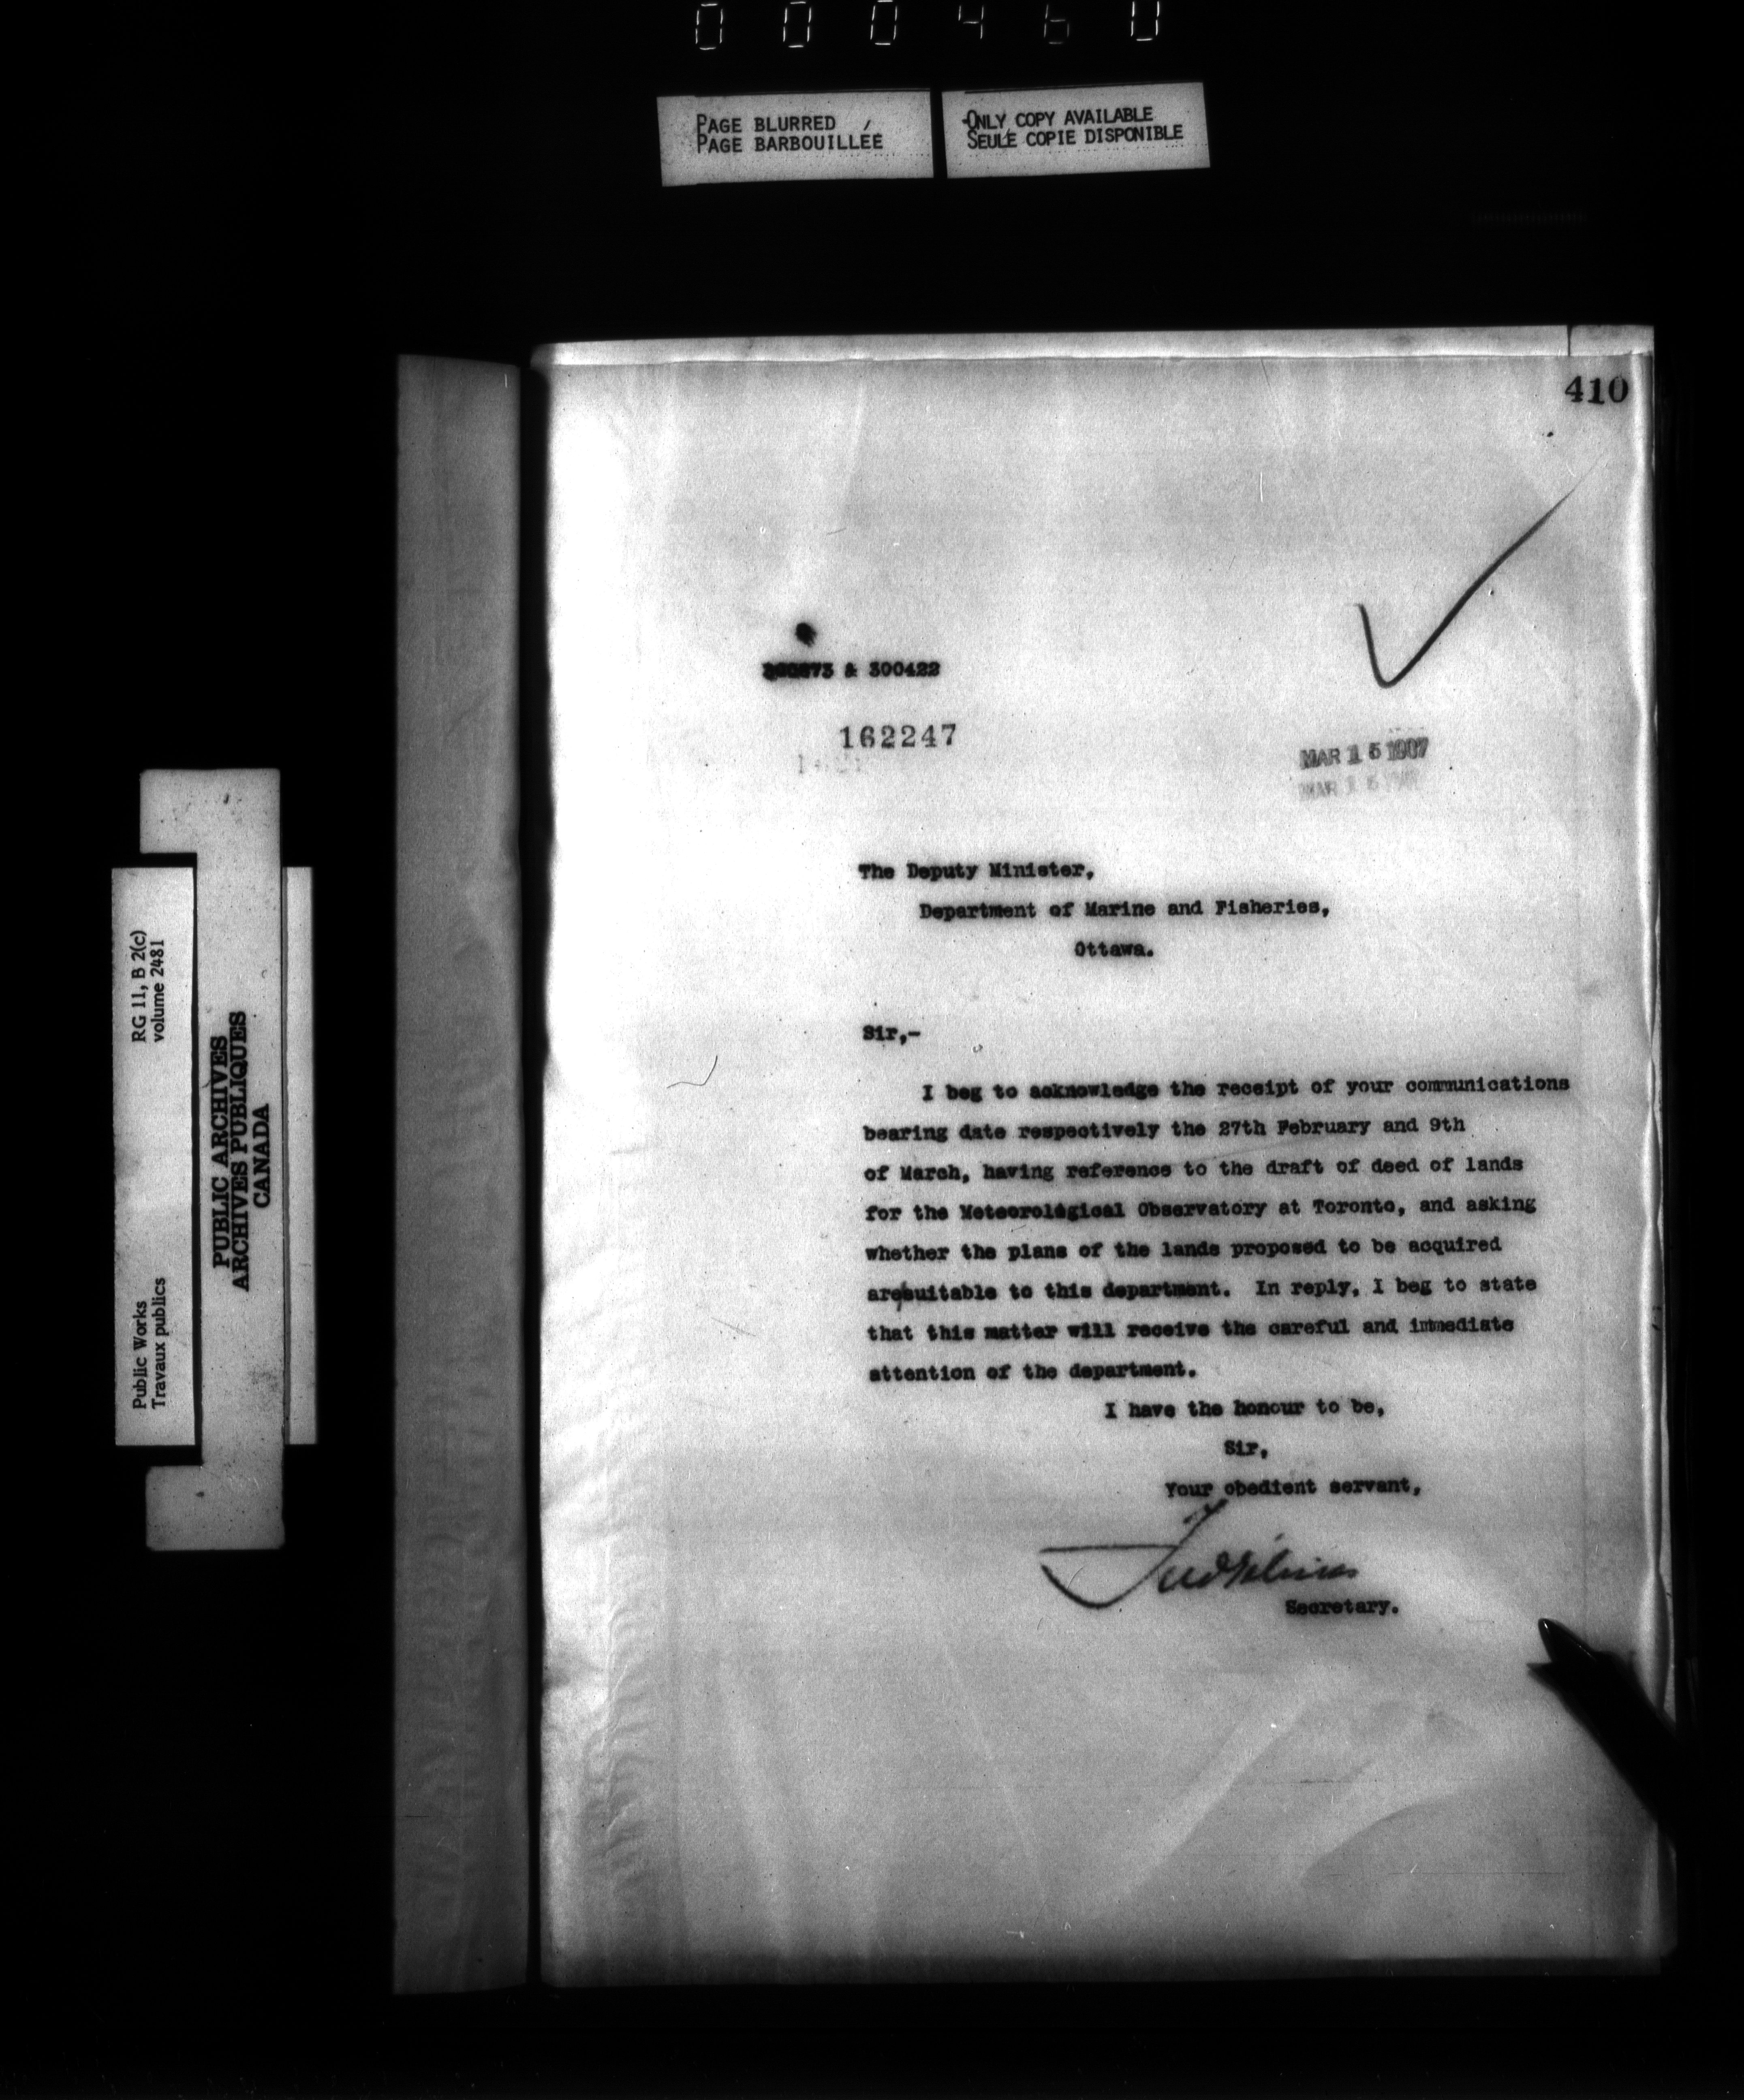 000460
PAGE BLURRED
PAGE BARBOUILLÉE
ONLY COPY AVAILABLE
SEULE COPIE DISPONIBLE
410
& 300422
162247
MAR 15 1907
The Deputy Minister,
Department of Marine and Fisheries,
Ottawa.
Sir,-
I beg to acknowledge the receipt of your communications
bearing date respectively the 27th February and 9th
of March, having reference to the draft of deed of lands
for the Meteorological Observatory at Toronto, and asking
whether the plans of the lands proposed to be acquired
are/suitable to this department. In reply, I beg to state
that this matter will receive the careful and immediate
attention of the department.
I have the honour to be,
Sir,
Your obedient servant,
Secretary.
RG 11, B 2(c)
volume 2481
Public Works
Travaux publics
PUBLIC ARCHIVES
ARCHIVES PUBLIQUES
CANADA